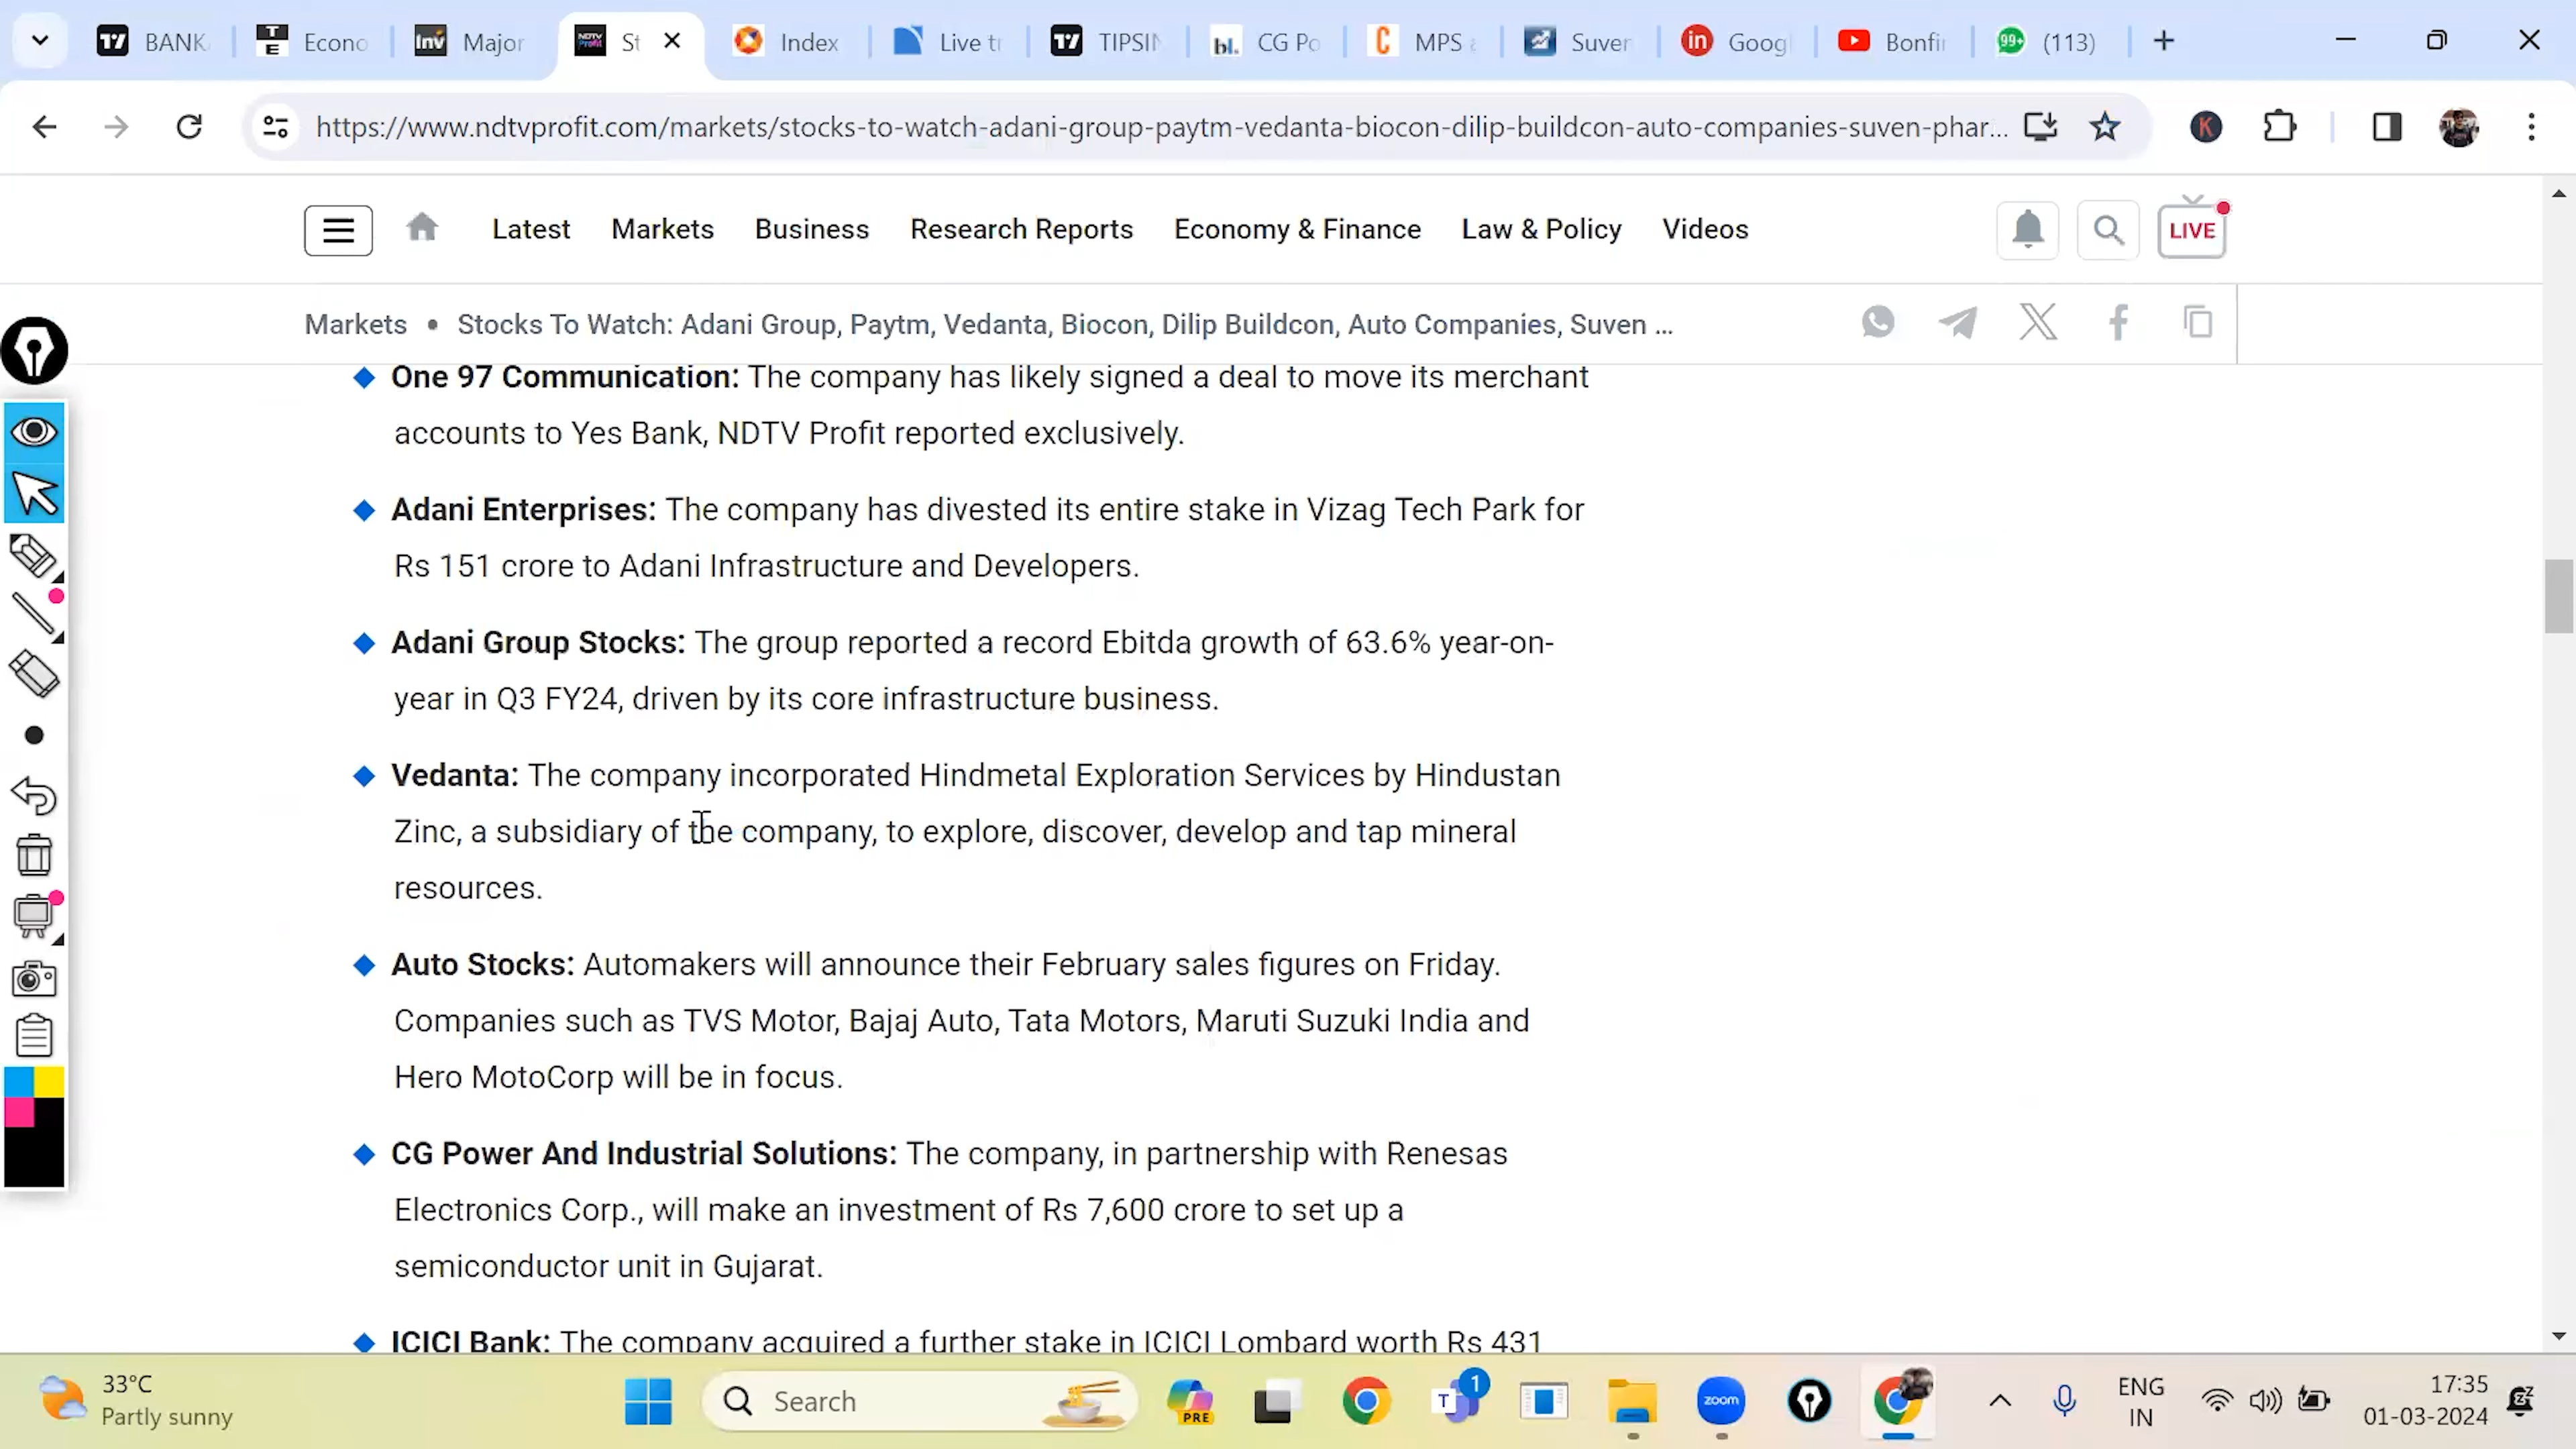 BANK
Econo
Major
St
Index
Live tr
TIPSIN
CG Po
MPS a
Suven
Googl
Bonfir
(113)
https://www.ndtvprofit.com/markets/stocks-to-watch-adani-group-paytm-vedanta-biocon-dilip-buildcon-auto-companies-suven-phar...
Latest Markets Business Research Reports Economy & Finance Law & Policy Videos LIVE
Markets • Stocks To Watch: Adani Group, Paytm, Vedanta, Biocon, Dilip Buildcon, Auto Companies, Suven ...
One 97 Communication: The company has likely signed a deal to move its merchant
accounts to Yes Bank, NDTV Profit reported exclusively.
Adani Enterprises: The company has divested its entire stake in Vizag Tech Park for
Rs 151 crore to Adani Infrastructure and Developers.
Adani Group Stocks: The group reported a record Ebitda growth of 63.6% year-on-
year in Q3 FY24, driven by its core infrastructure business.
Vedanta: The company incorporated Hindmetal Exploration Services by Hindustan
Zinc, a subsidiary of the company, to explore, discover, develop and tap mineral
resources.
Auto Stocks: Automakers will announce their February sales figures on Friday.
Companies such as TVS Motor, Bajaj Auto, Tata Motors, Maruti Suzuki India and
Hero MotoCorp will be in focus.
CG Power And Industrial Solutions: The company, in partnership with Renesas
Electronics Corp., will make an investment of Rs 7,600 crore to set up a
semiconductor unit in Gujarat.
ICICI Bank: The company acquired a further stake in ICICI Lombard worth Rs 431
33°C
Partly sunny
Search
PRE
1
zoom
ENG
IN
17:35
01-03-2024